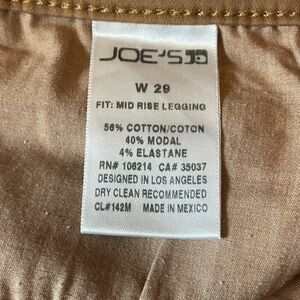 JOE'S
W 29
FIT: MID RISE LEGGING
56% COTTON/COTON
40% MODAL
4% ELASTANE
RN# 106214 CA# 35037
DESIGNED IN LOS ANGELES
DRY CLEAN RECOMMENDED
CL#142M MADE IN MEXICO